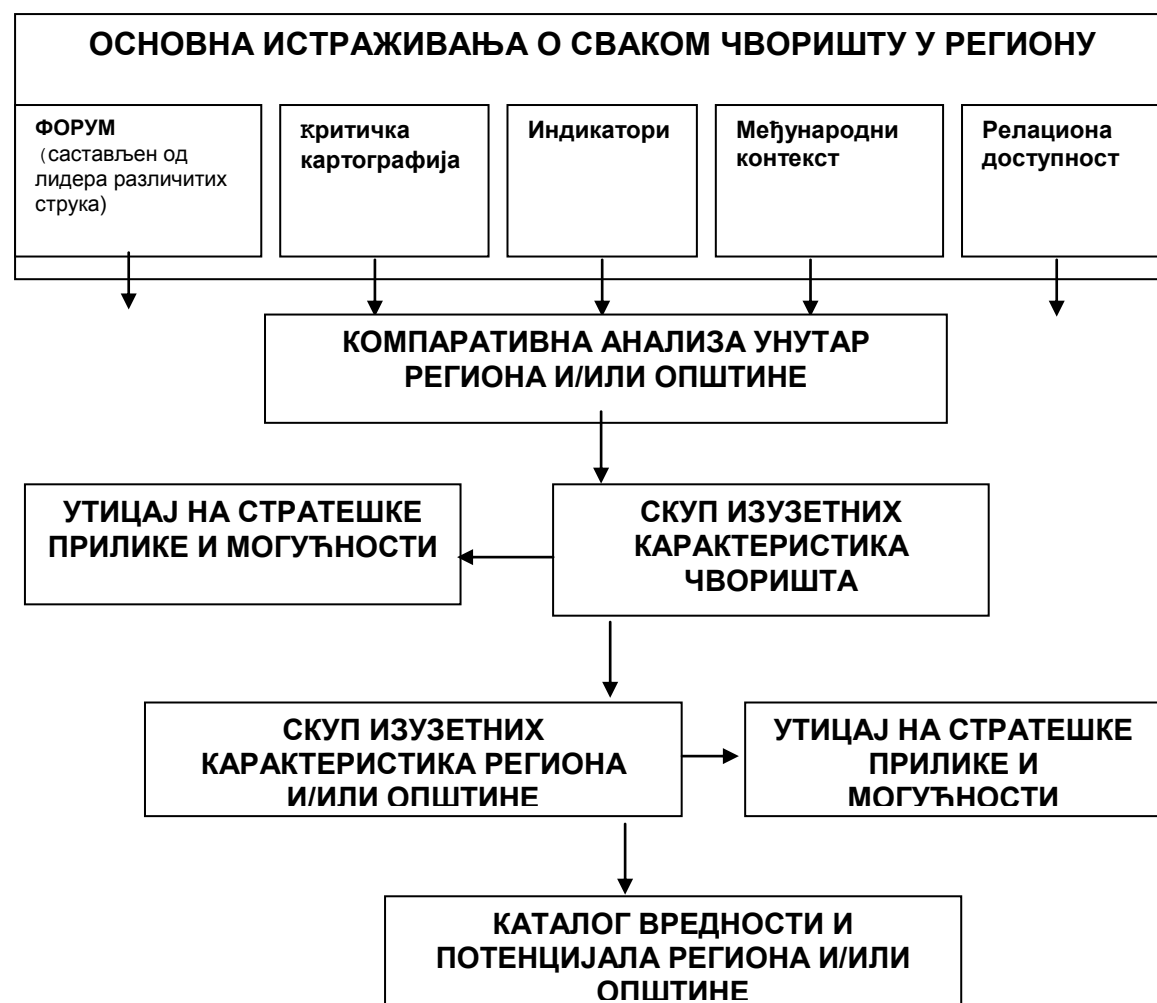 ОСНОВНА ИСТРАЖИВАЊА О СВАКОМ ЧВОРИШТУ У РЕГИОНУ
ФОРУМ
(састављен од
лидера различитих
струка)
Критичка
картографија
Индикатори
Међународни
контекст
Релациона
доступност
КОМПАРАТИВНА АНАЛИЗА УНУТАР
РЕГИОНА И/ИЛИ ОПШТИНЕ
УТИЦАЈ НА СТРАТЕШКЕ
ПРИЛИКЕ И МОГУЋНОСТИ
СКУП ИЗУЗЕТНИХ
КАРАКТЕРИСТИКА
ЧВОРИШТА
СКУП ИЗУЗЕТНИХ
КАРАКТЕРИСТИКА РЕГИОНА
И/ИЛИ ОПШТИНЕ
УТИЦАЈ НА СТРАТЕШКЕ
ПРИЛИКЕ И
МОГУЋНОСТИ
КАТАЛОГ ВРЕДНОСТИ И
ПОТЕНЦИЈАЛА РЕГИОНА И/ИЛИ
ОПШТИНЕ